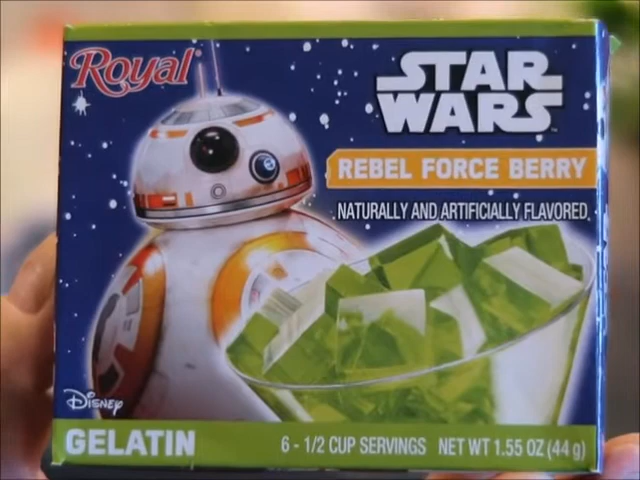 Royal
STAR
WARS
REBEL FORCE BERRY
NATURALLY AND ARTIFICIALLY FLAVORED
Disney
GELATIN 6 - 1/2 CUP SERVINGS NET WT 1.55 OZ (44 g)